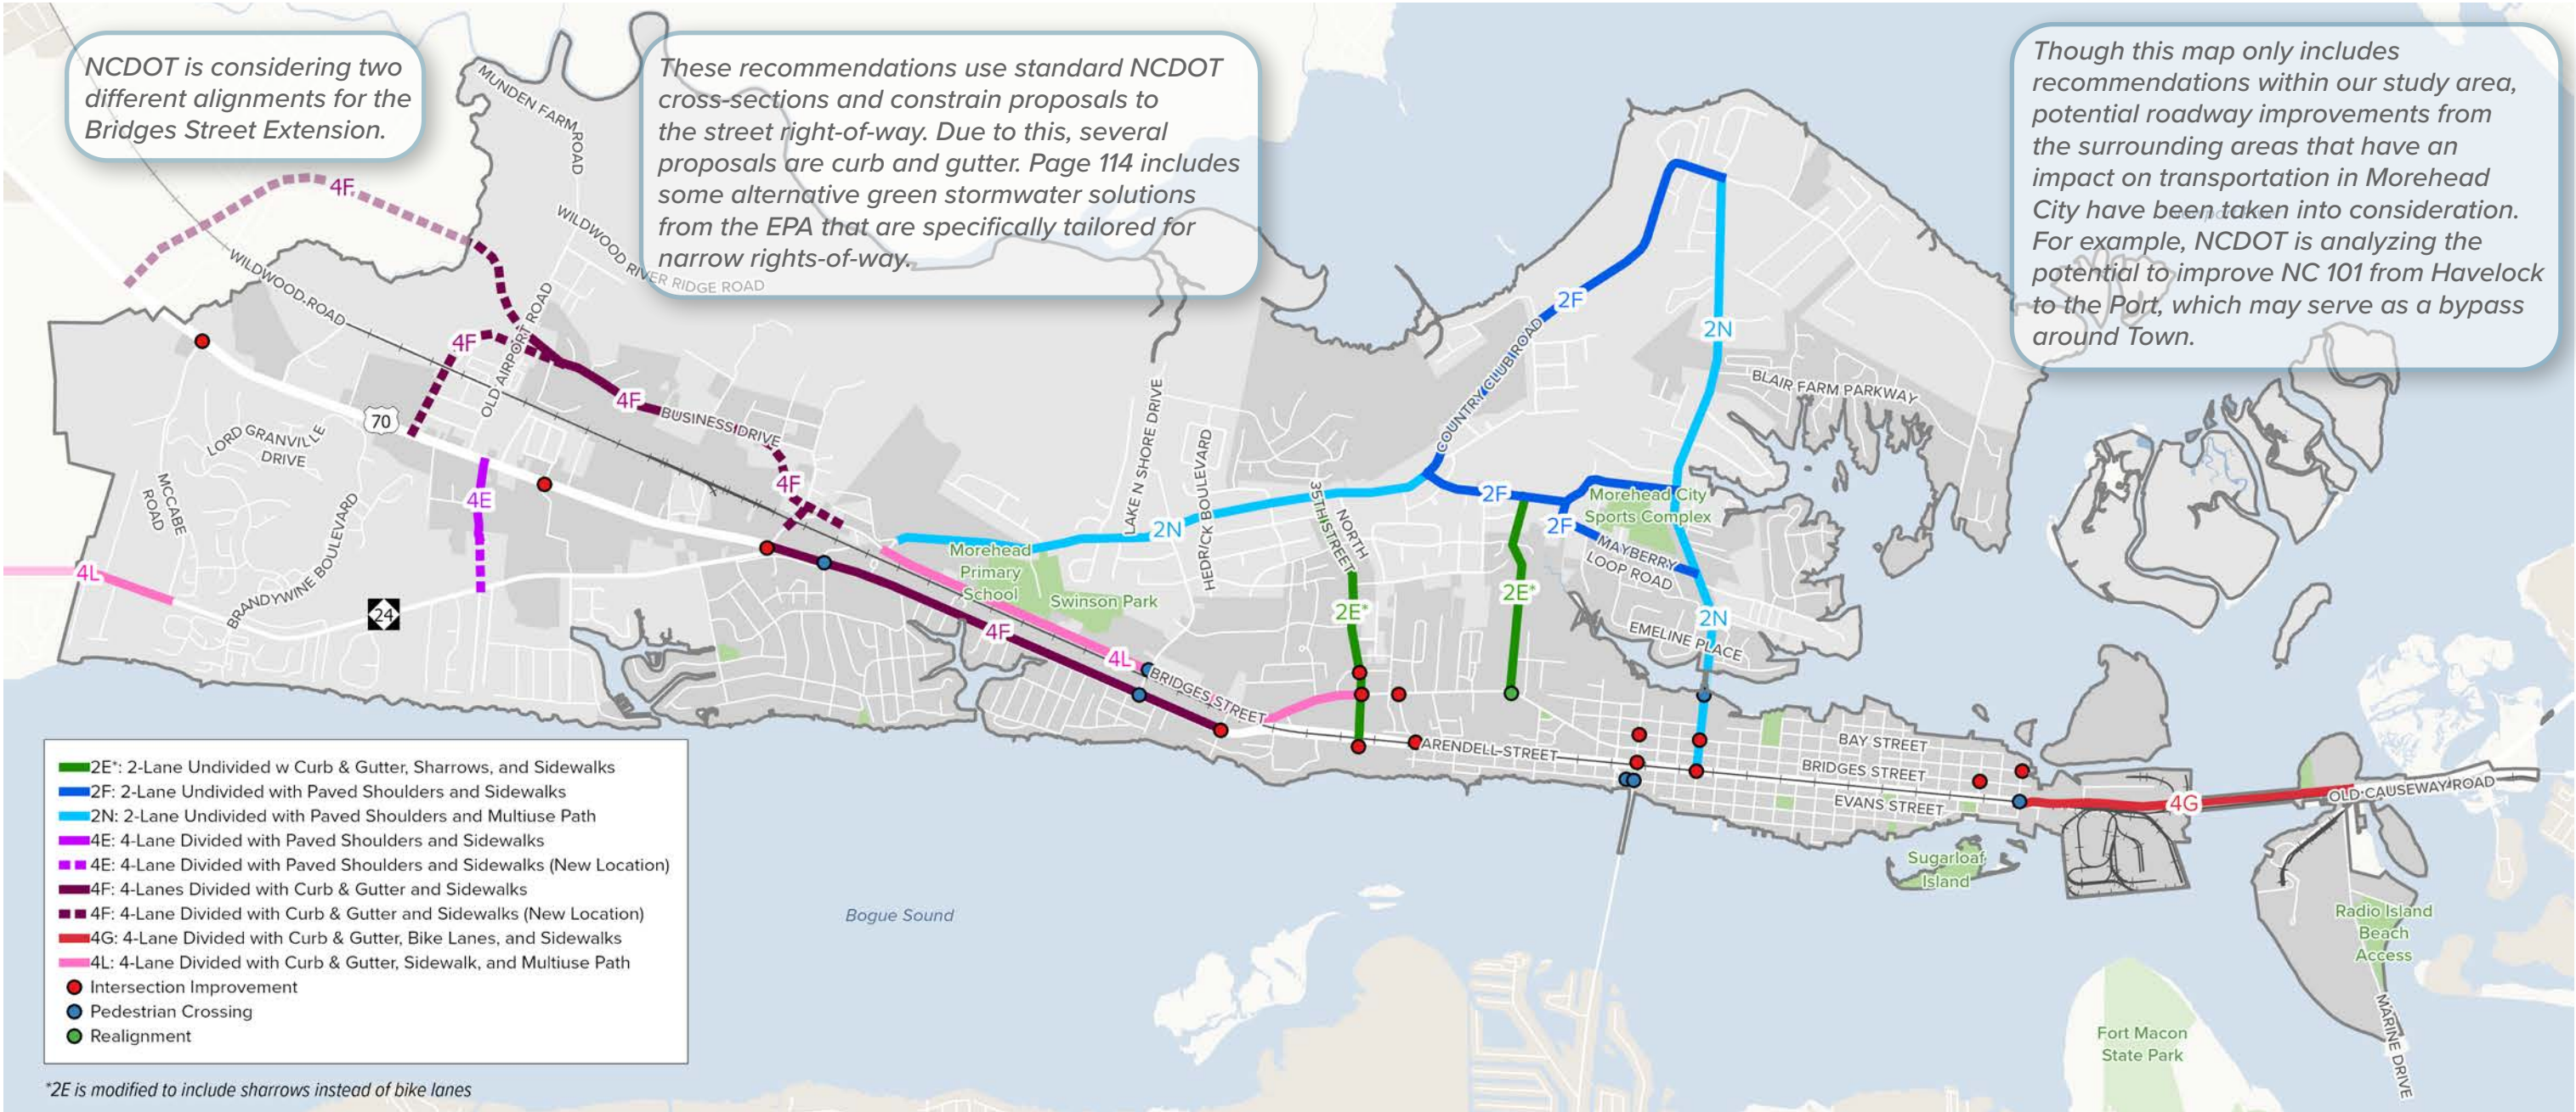 NCDOT is considering two
different alignments for the
Bridges Street Extension.
These recommendations use standard NCDOT
cross-sections and constrain proposals to
the street right-of-way. Due to this, several
proposals are curb and gutter. Page 114 includes
some alternative green stormwater solutions
from the EPA that are specifically tailored for
narrow rights-of-way.
Though this map only includes
recommendations within our study area,
potential roadway improvements from
the surrounding areas that have an
impact on transportation in Morehead
City have been taken into consideration.
For example, NCDOT is analyzing the
potential to improve NC 101 from Havelock
to the Port, which may serve as a bypass
around Town.
MUNDEN FARM ROAD
WILDWOOD
RIVER RIDGE ROAD
4F
WILDWOOD ROAD
OLD AIRPORT ROAD
4F
4F
BUSINESS DRIVE
4F
70
LORD GRANVILLE
DRIVE
MCCABE
ROAD
BRANDYWINE BOULEVARD
4E
4L
24
LAKE N SHORE DRIVE
HEDRICK BOULEVARD
2N
Morehead
Primary
School
Swinson Park
4F
4L
BRIDGES STREET
NORTH
35TH STREET
2E*
2E*
COUNTRY CLUB ROAD
2F
2N
BLAIR FARM PARKWAY
2F
2F
Morehead City
Sports Complex
MAYBERRY
LOOP ROAD
2N
EMELINE PLACE
ARENDELL STREET
BAY STREET
BRIDGES STREET
EVANS STREET
4G
OLD CAUSEWAY ROAD
Sugarloaf
Island
Radio Island
Beach
Access
MARINE DRIVE
Fort Macon
State Park
Bogue Sound
2E*: 2-Lane Undivided w Curb & Gutter, Sharrows, and Sidewalks
2F: 2-Lane Undivided with Paved Shoulders and Sidewalks
2N: 2-Lane Undivided with Paved Shoulders and Multiuse Path
4E: 4-Lane Divided with Paved Shoulders and Sidewalks
4E: 4-Lane Divided with Paved Shoulders and Sidewalks (New Location)
4F: 4-Lanes Divided with Curb & Gutter and Sidewalks
4F: 4-Lane Divided with Curb & Gutter and Sidewalks (New Location)
4G: 4-Lane Divided with Curb & Gutter, Bike Lanes, and Sidewalks
4L: 4-Lane Divided with Curb & Gutter, Sidewalk, and Multiuse Path
Intersection Improvement
Pedestrian Crossing
Realignment
*2E is modified to include sharrows instead of bike lanes